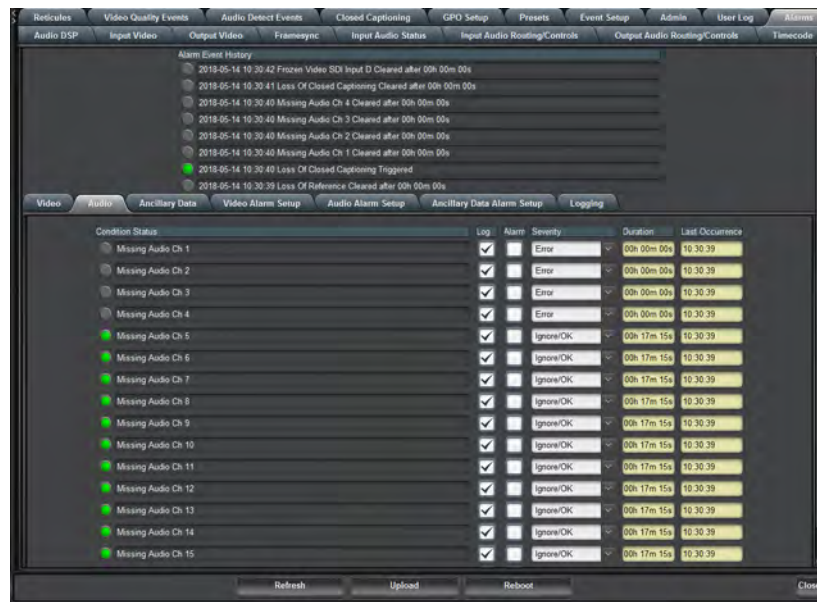 Reticules Video Quality Events Audio Detect Events Closed Captioning GPO Setup Presets Event Setup Admin User Log Alarms
Audio DSP Input Video Output Video Framesync Input Audio Status Input Audio Routing/Controls Output Audio Routing/Controls Timecode
Alarm Event History
2018-05-14 10:30:42 Frozen Video SDI Input D Cleared after 00h 00m 00s
2018-05-14 10:30:41 Loss Of Closed Captioning Cleared after 00h 00m 00s
2018-05-14 10:30:40 Missing Audio Ch 4 Cleared after 00h 00m 00s
2018-05-14 10:30:40 Missing Audio Ch 3 Cleared after 00h 00m 00s
2018-05-14 10:30:40 Missing Audio Ch 2 Cleared after 00h 00m 00s
2018-05-14 10:30:40 Missing Audio Ch 1 Cleared after 00h 00m 00s
2018-05-14 10:30:40 Loss Of Closed Captioning Triggered
2018-05-14 10:30:39 Loss Of Reference Cleared after 00h 00m 00s
Video Audio Ancillary Data Video Alarm Setup Audio Alarm Setup Ancillary Data Alarm Setup Logging
Condition Status Log Alarm Severity Duration Last Occurrence
Missing Audio Ch 1 Error 00h 00m 00s 10:30:39
Missing Audio Ch 2 Error 00h 00m 00s 10:30:39
Missing Audio Ch 3 Error 00h 00m 00s 10:30:39
Missing Audio Ch 4 Error 00h 00m 00s 10:30:39
Missing Audio Ch 5 Ignore/OK 00h 17m 15s 10:30:39
Missing Audio Ch 6 Ignore/OK 00h 17m 15s 10:30:39
Missing Audio Ch 7 Ignore/OK 00h 17m 15s 10:30:39
Missing Audio Ch 8 Ignore/OK 00h 17m 15s 10:30:39
Missing Audio Ch 9 Ignore/OK 00h 17m 15s 10:30:39
Missing Audio Ch 10 Ignore/OK 00h 17m 15s 10:30:39
Missing Audio Ch 11 Ignore/OK 00h 17m 15s 10:30:39
Missing Audio Ch 12 Ignore/OK 00h 17m 15s 10:30:39
Missing Audio Ch 13 Ignore/OK 00h 17m 15s 10:30:39
Missing Audio Ch 14 Ignore/OK 00h 17m 15s 10:30:39
Missing Audio Ch 15 Ignore/OK 00h 17m 15s 10:30:39
Refresh Upload Reboot Clos